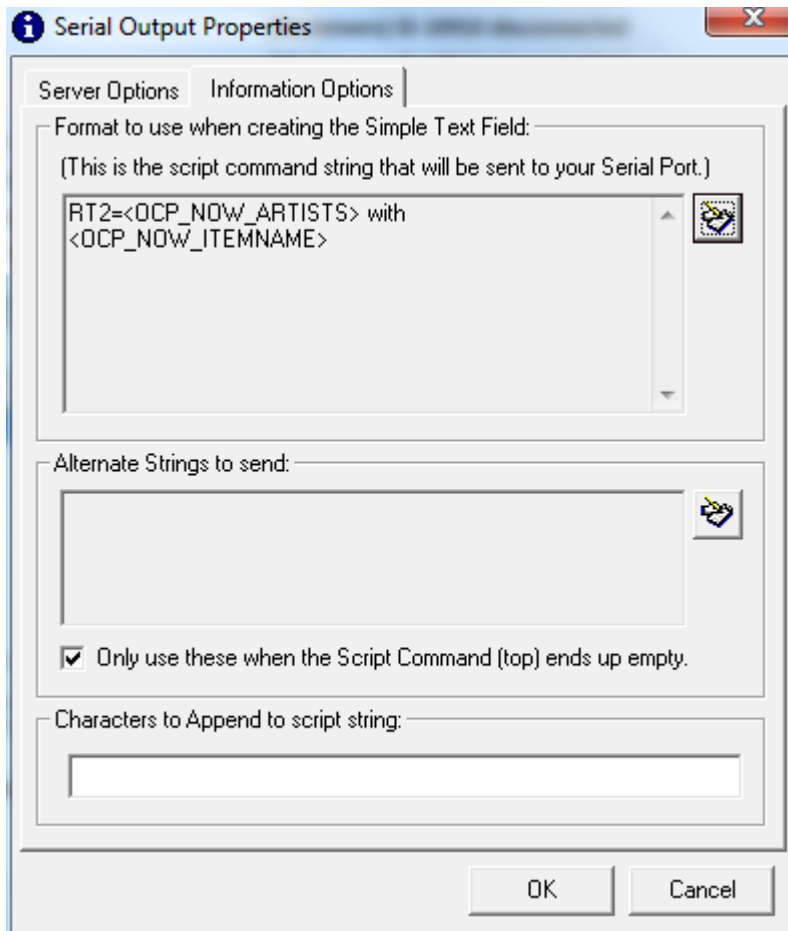 Serial Output Properties
Server Options
Information Options
Format to use when creating the Simple Text Field:
(This is the script command string that will be sent to your Serial Port.)
RT2=<OCP_NOW_ARTISTS> with
<OCP_NOW_ITEMNAME>
Alternate Strings to send:
Only use these when the Script Command (top) ends up empty.
Characters to Append to script string:
OK
Cancel